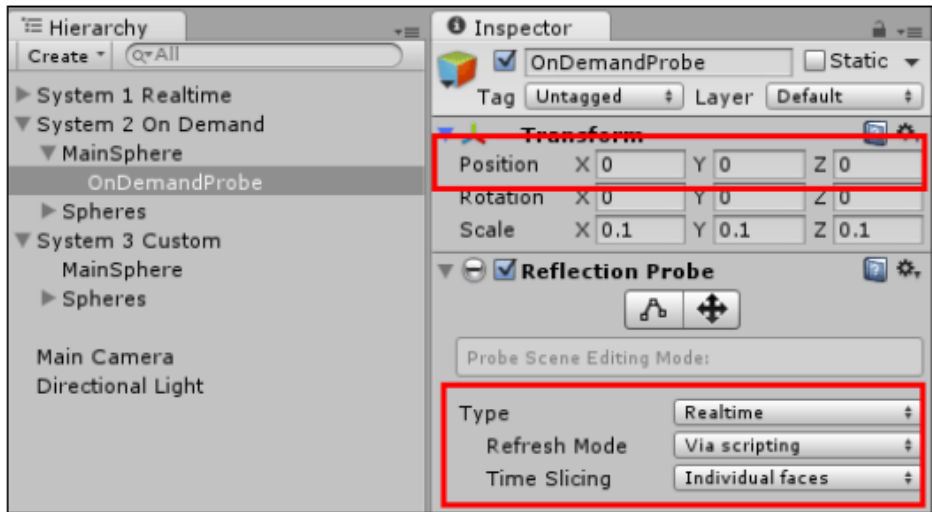 Hierarchy
Create
All
System 1 Realtime
System 2 On Demand
MainSphere
OnDemandProbe
Spheres
System 3 Custom
MainSphere
Spheres
Main Camera
Directional Light
Inspector
OnDemandProbe Static
Tag Untagged Layer Default
Transform
Position X 0 Y 0 Z 0
Rotation X 0 Y 0 Z 0
Scale X 0.1 Y 0.1 Z 0.1
Reflection Probe
Probe Scene Editing Mode:
Type Realtime
Refresh Mode Via scripting
Time Slicing Individual faces